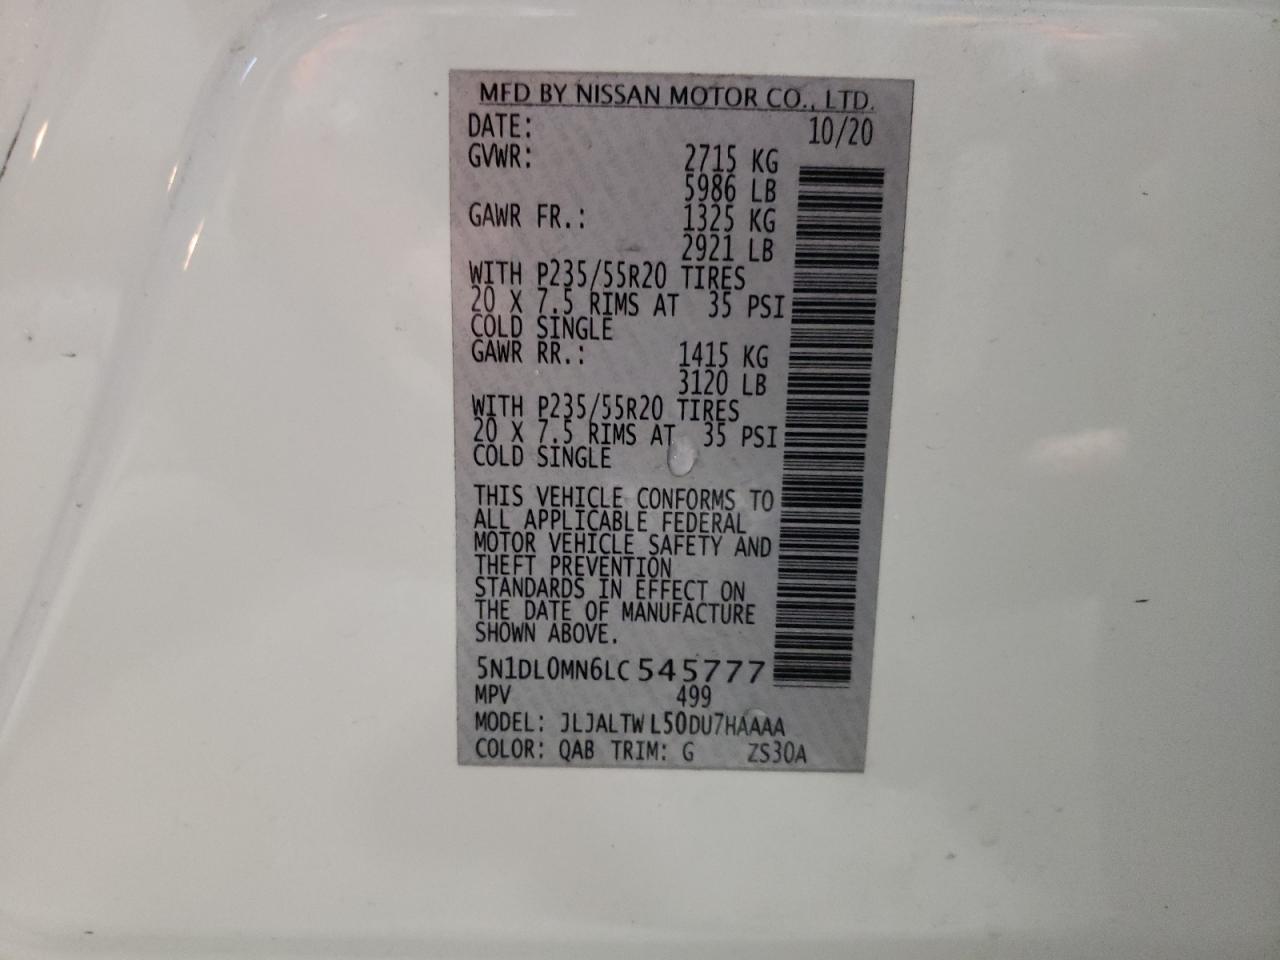 MFD BY NISSAN MOTOR CO., LTD.
DATE: 10/20
GVWR: 2715 KG
5986 LB
GAWR FR.: 1325 KG
2921 LB
WITH P235/55R20 TIRES
20 X 7.5 RIMS AT 35 PSI
COLD SINGLE
GAWR RR.: 1415 KG
3120 LB
WITH P235/55R20 TIRES
20 X 7.5 RIMS AT 35 PSI
COLD SINGLE
THIS VEHICLE CONFORMS TO
ALL APPLICABLE FEDERAL
MOTOR VEHICLE SAFETY AND
THEFT PREVENTION
STANDARDS IN EFFECT ON
THE DATE OF MANUFACTURE
SHOWN ABOVE.
5N1DL0MN6LC545777
MPV 499
MODEL: JLJALTWL50DU7HAAAA
COLOR: QAB TRIM: G ZS30A